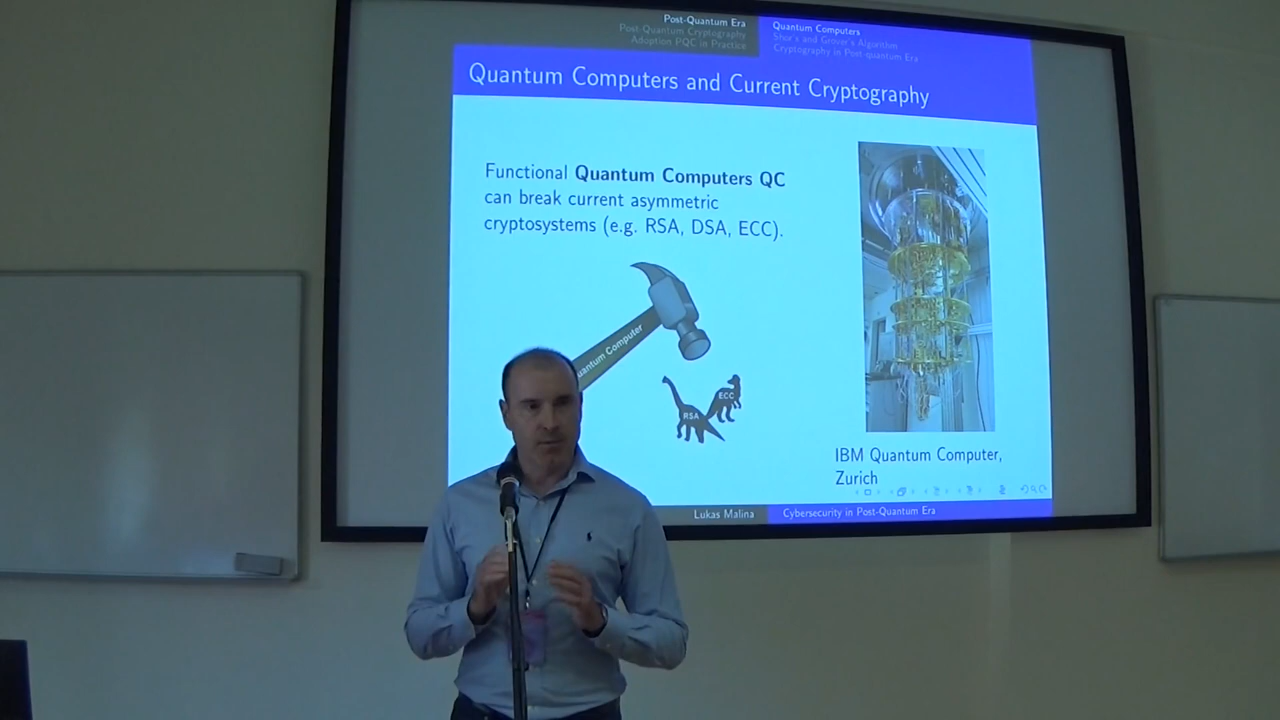 Post-Quantum Era
Post-Quantum Cryptography
Adoption PQC in Practice
Quantum Computers
Shor's and Grover's Algorithm
Cryptography in Post-quantum Era
Quantum Computers and Current Cryptography
Functional Quantum Computers QC
can break current asymmetric
cryptosystems (e.g. RSA, DSA, ECC).
uantum Computer
RSA
ECC
IBM Quantum Computer,
Zurich
Lukas Malina
Cybersecurity in Post-Quantum Era